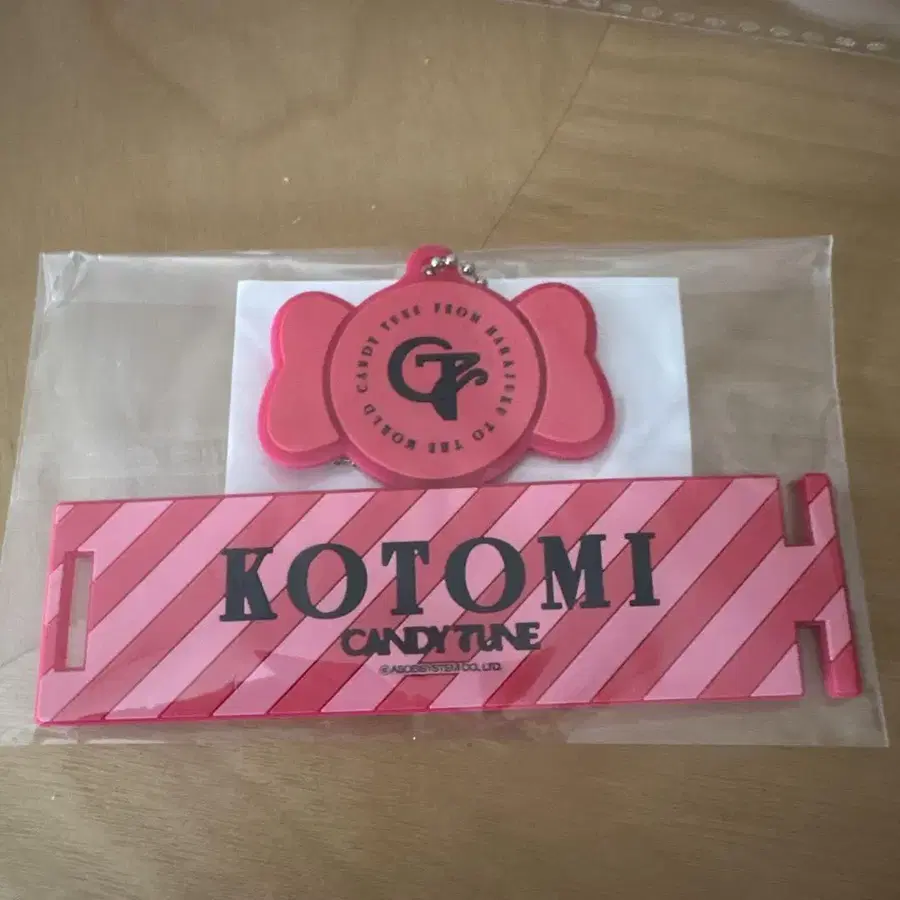 CANDY TUNE FROM HARAJUKU TO THE WORLD
CT
KOTOMI
CANDY TUNE
©ASOBISYSTEM CO., LTD.